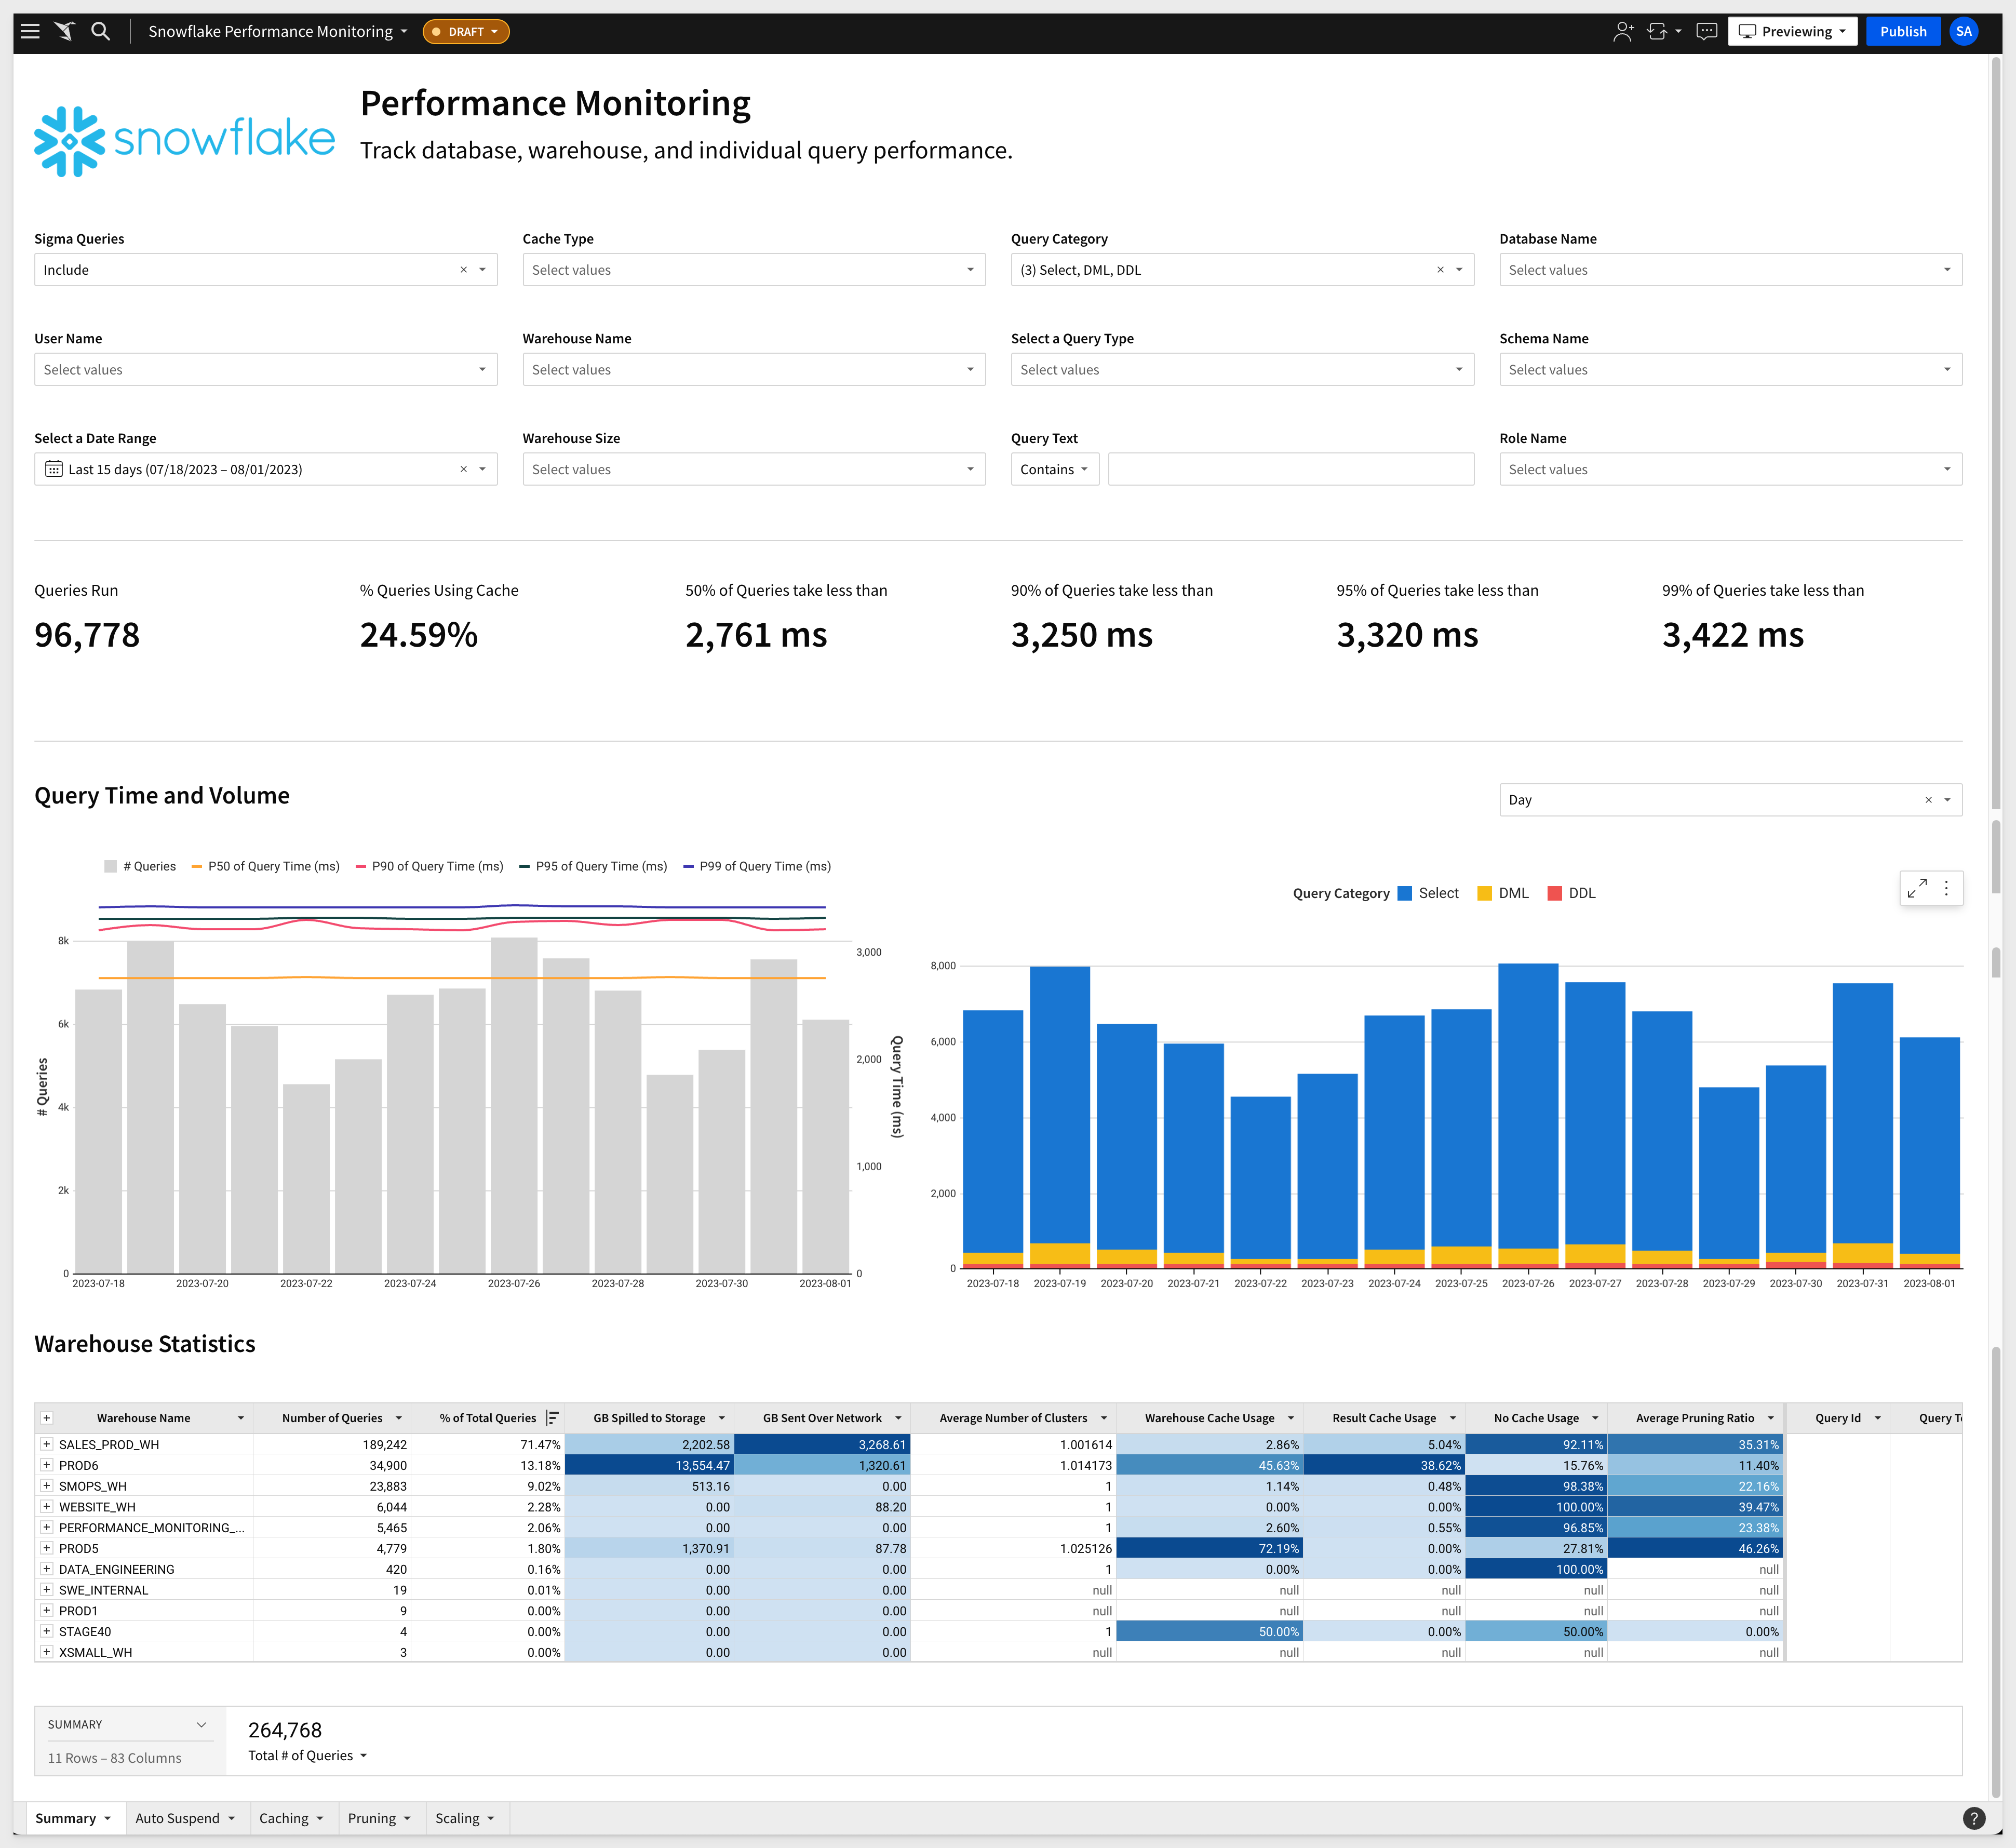 Snowflake Performance Monitoring
DRAFT
Previewing
Publish
SA
snowflake
Performance Monitoring
Track database, warehouse, and individual query performance.
Sigma Queries
Cache Type
Query Category
Database Name
Include
Select values
(3) Select, DML, DDL
Select values
User Name
Warehouse Name
Select a Query Type
Schema Name
Select values
Select values
Select values
Select values
Select a Date Range
Warehouse Size
Query Text
Role Name
Last 15 days (07/18/2023 – 08/01/2023)
Select values
Contains
Select values
Queries Run
% Queries Using Cache
50% of Queries take less than
90% of Queries take less than
95% of Queries take less than
99% of Queries take less than
96,778
24.59%
2,761 ms
3,250 ms
3,320 ms
3,422 ms
Query Time and Volume
Day
# Queries P50 of Query Time (ms) P90 of Query Time (ms) P95 of Query Time (ms) P99 of Query Time (ms)
8k
6k
4k
2k
0
# Queries
3,000
2,000
1,000
0
Query Time (ms)
2023-07-18 2023-07-20 2023-07-22 2023-07-24 2023-07-26 2023-07-28 2023-07-30 2023-08-01
Query Category Select DML DDL
8,000
6,000
4,000
2,000
0
2023-07-18 2023-07-19 2023-07-20 2023-07-21 2023-07-22 2023-07-23 2023-07-24 2023-07-25 2023-07-26 2023-07-27 2023-07-28 2023-07-29 2023-07-30 2023-07-31 2023-08-01
Warehouse Statistics
Warehouse Name Number of Queries % of Total Queries GB Spilled to Storage GB Sent Over Network Average Number of Clusters Warehouse Cache Usage Result Cache Usage No Cache Usage Average Pruning Ratio Query Id Query
SALES_PROD_WH 189,242 71.47% 2,202.58 3,268.61 1.001614 2.86% 5.04% 92.11% 35.31%
PROD6 34,900 13.18% 13,554.47 1,320.61 1.014173 45.63% 38.62% 15.76% 11.40%
SMOPS_WH 23,883 9.02% 513.16 0.00 1 1.14% 0.48% 98.38% 22.16%
WEBSITE_WH 6,044 2.28% 0.00 88.20 1 0.00% 0.00% 100.00% 39.47%
PERFORMANCE_MONITORING_... 5,465 2.06% 0.00 0.00 1 2.60% 0.55% 96.85% 23.38%
PROD5 4,779 1.80% 1,370.91 87.78 1.025126 72.19% 0.00% 27.81% 46.26%
DATA_ENGINEERING 420 0.16% 0.00 0.00 1 0.00% 0.00% 100.00% null
SWE_INTERNAL 19 0.01% 0.00 0.00 null null null null null
PROD1 9 0.00% 0.00 0.00 null null null null null
STAGE40 4 0.00% 0.00 0.00 1 50.00% 0.00% 50.00% 0.00%
XSMALL_WH 3 0.00% 0.00 0.00 null null null null null
SUMMARY
11 Rows – 83 Columns
264,768
Total # of Queries
Summary Auto Suspend Caching Pruning Scaling
?